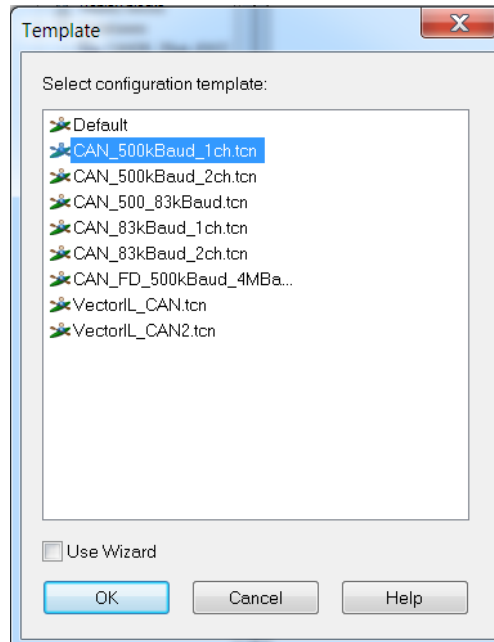 Template
Select configuration template:
Default
CAN_500kBaud_1ch.tcn
CAN_500kBaud_2ch.tcn
CAN_500_83kBaud.tcn
CAN_83kBaud_1ch.tcn
CAN_83kBaud_2ch.tcn
CAN_FD_500kBaud_4MBa...
VectorIL_CAN.tcn
VectorIL_CAN2.tcn
Use Wizard
OK Cancel Help